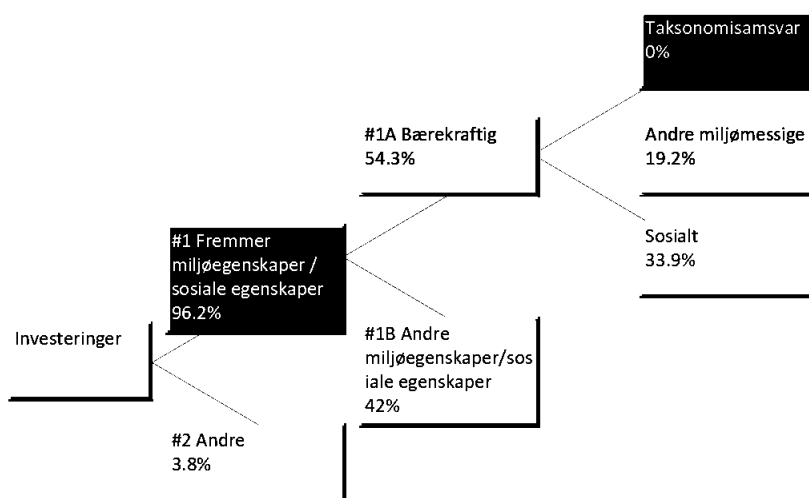 Taksonomisamsvar
0%
#1A Bærekraftig
54.3%
Andre miljømessige
19.2%
#1 Fremmer
miljøegenskaper /
sosiale egenskaper
96.2%
Sosialt
33.9%
Investeringer
#1B Andre
miljøegenskaper/sos
iale egenskaper
42%
#2 Andre
3.8%